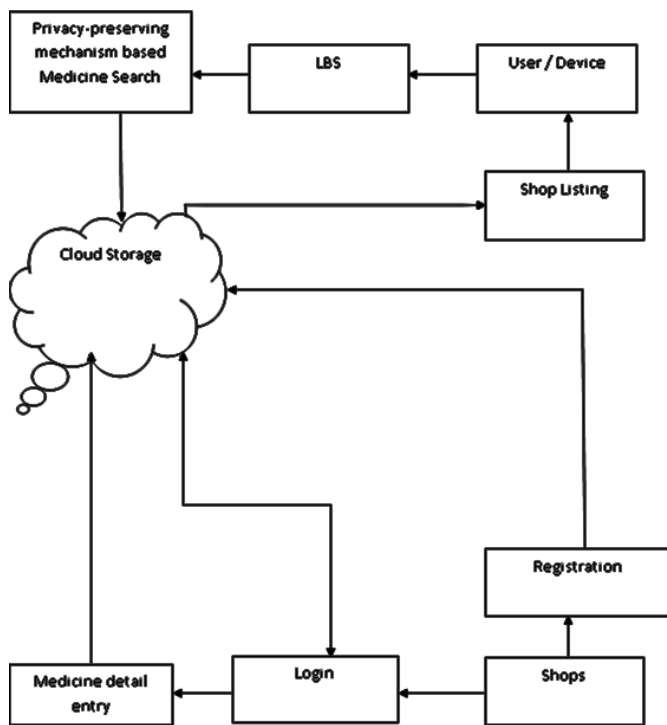 Privacy-preserving
mechanism based
Medicine Search
LBS
User / Device
Shop Listing
Cloud Storage
Registration
Medicine detail
entry
Login
Shops